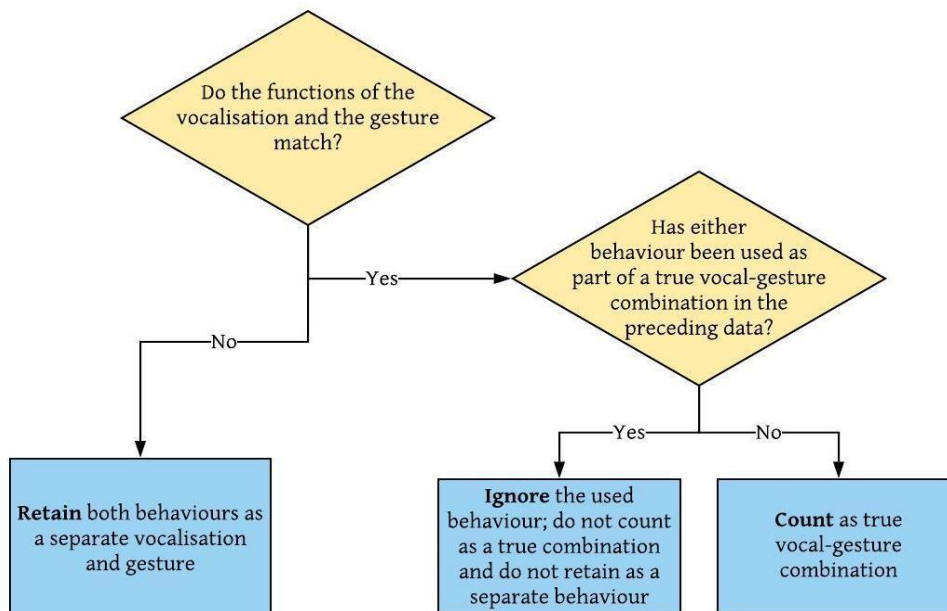 Do the functions of the
vocalisation and the gesture
match?
Has either
behaviour been used as
part of a true vocal-gesture
combination in the
preceding data?
Yes
No
Yes
No
Retain both behaviours as
a separate vocalisation
and gesture
Ignore the used
behaviour; do not count
as a true combination
and do not retain as a
separate behaviour
Count as true
vocal-gesture
combination